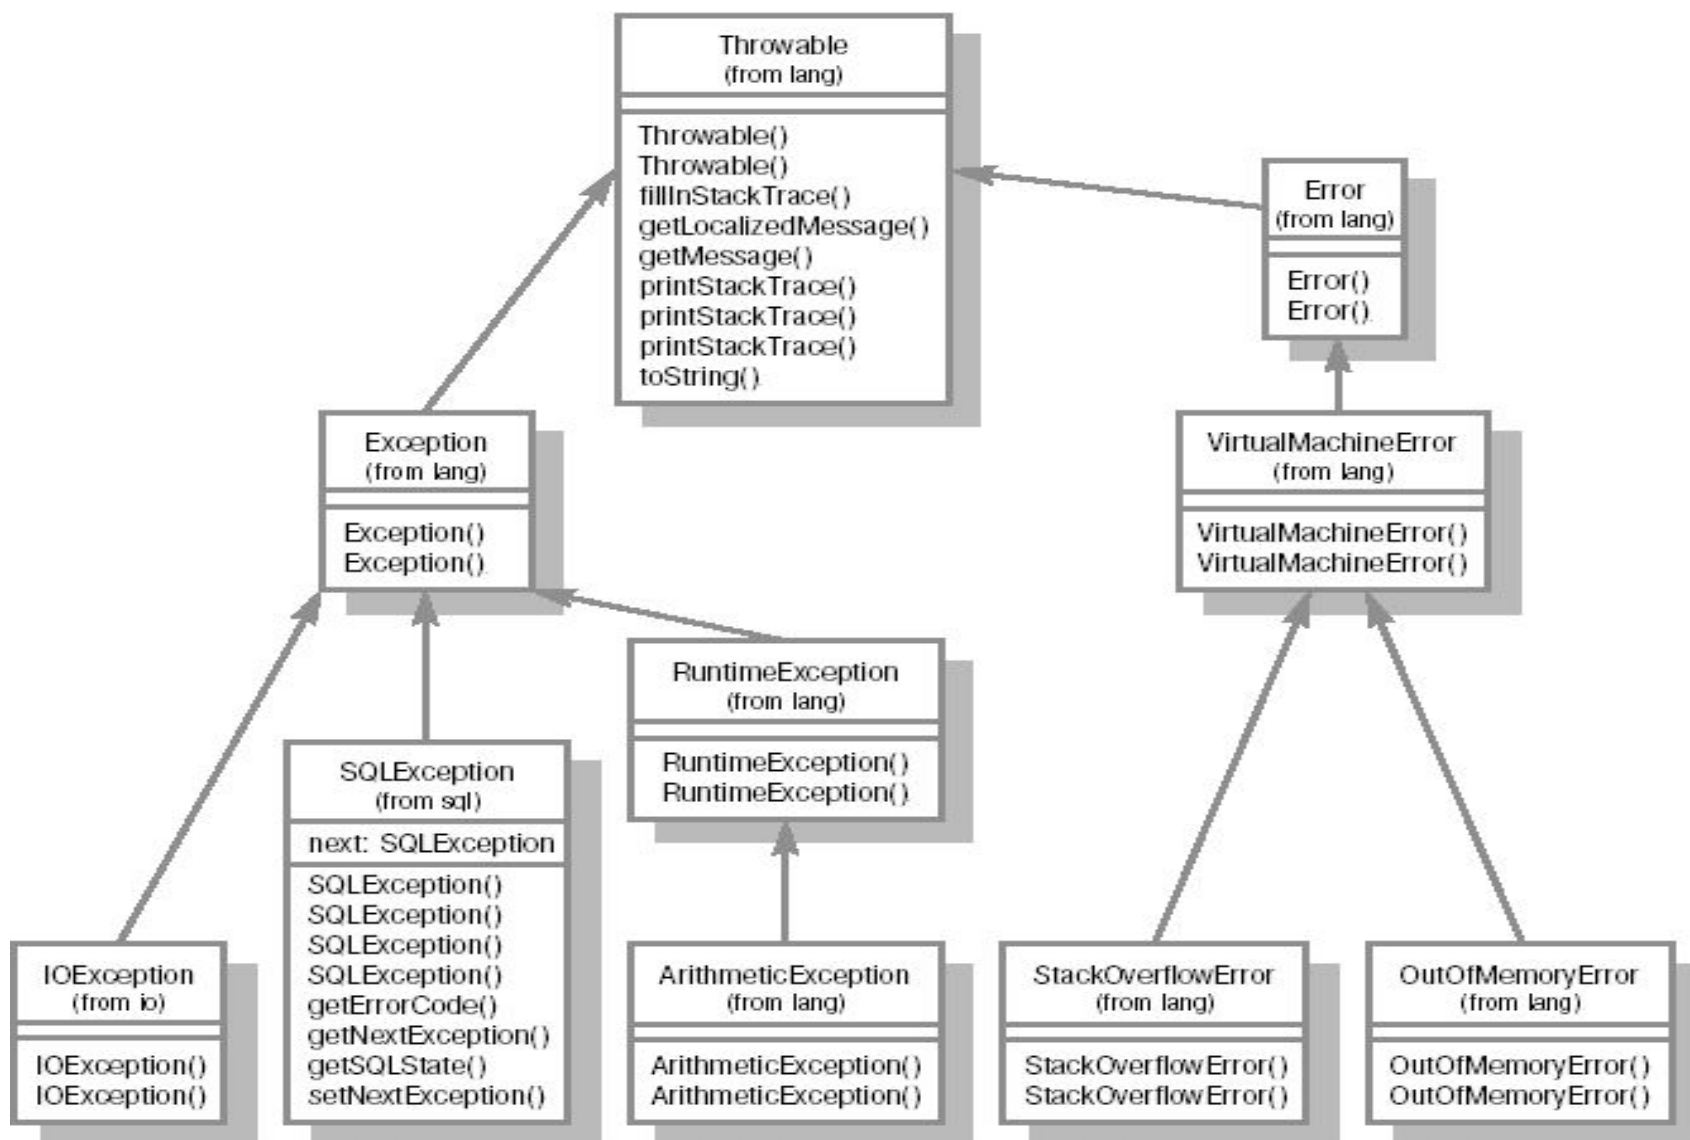 Throwable
(from lang)
Throwable()
Throwable()
fillInStackTrace()
getLocalizedMessage()
getMessage()
printStackTrace()
printStackTrace()
printStackTrace()
toString()
Error
(from lang)
Error()
Error()
Exception
(from lang)
Exception()
Exception()
VirtualMachineError
(from lang)
VirtualMachineError()
VirtualMachineError()
RuntimeException
(from lang)
RuntimeException()
RuntimeException()
SQLException
(from sql)
next: SQLException
SQLException()
SQLException()
SQLException()
SQLException()
getErrorCode()
getNextException()
getSQLState()
setNextException()
IOException
(from io)
IOException()
IOException()
ArithmeticException
(from lang)
ArithmeticException()
ArithmeticException()
StackOverflowError
(from lang)
StackOverflowError()
StackOverflowError()
OutOfMemoryError
(from lang)
OutOfMemoryError()
OutOfMemoryError()